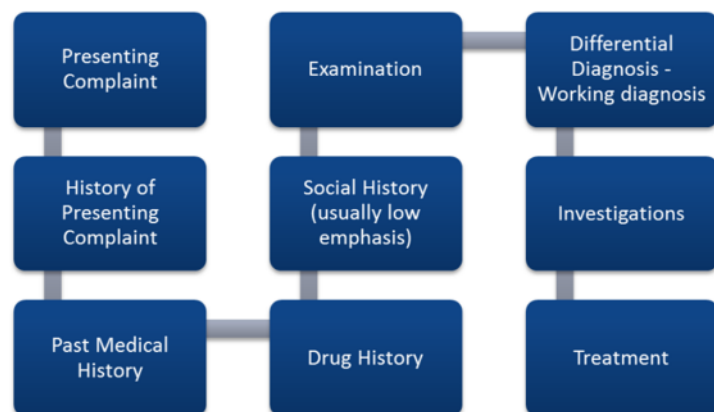 Presenting
Complaint
History of
Presenting
Complaint
Past Medical
History
Drug History
Social History
(usually low
emphasis)
Examination
Differential
Diagnosis -
Working diagnosis
Investigations
Treatment